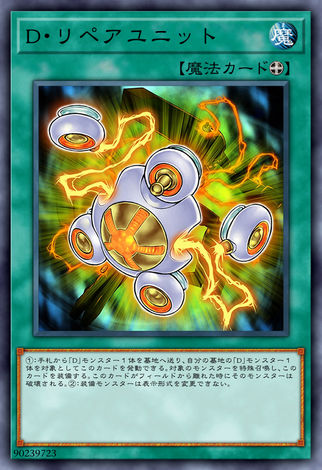 D・リペアユニット
魔
【魔法カード】
①:手札から「D」モンスター1体を墓地へ送り、自分の墓地の「D」モンスター1
体を対象としてこのカードを発動できる。対象のモンスターを特殊召喚し、こ
のカードを装備する。このカードがフィールドから離れた時にそのモンスターは
破壊される。②:装備モンスターは表示形式を変更できない。
90239723